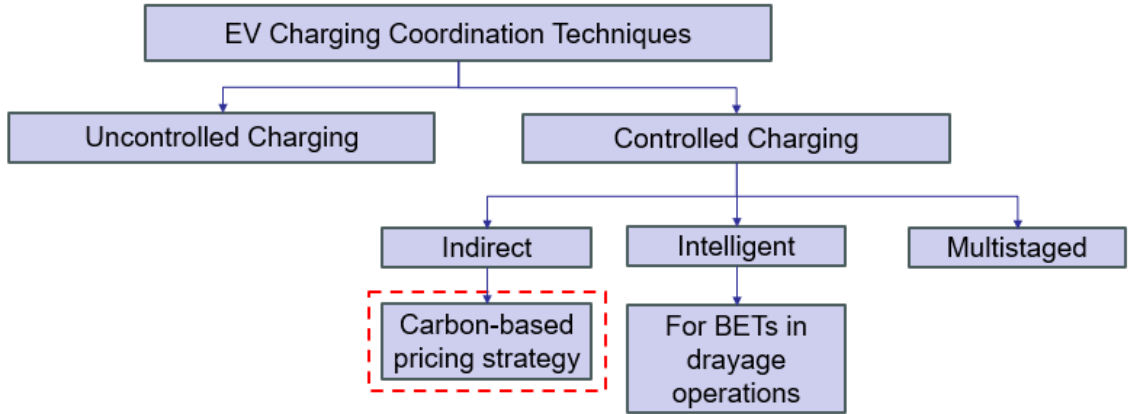 EV Charging Coordination Techniques
Uncontrolled Charging
Controlled Charging
Indirect
Intelligent
Multistaged
Carbon-based
pricing strategy
For BETs in
drayage
operations